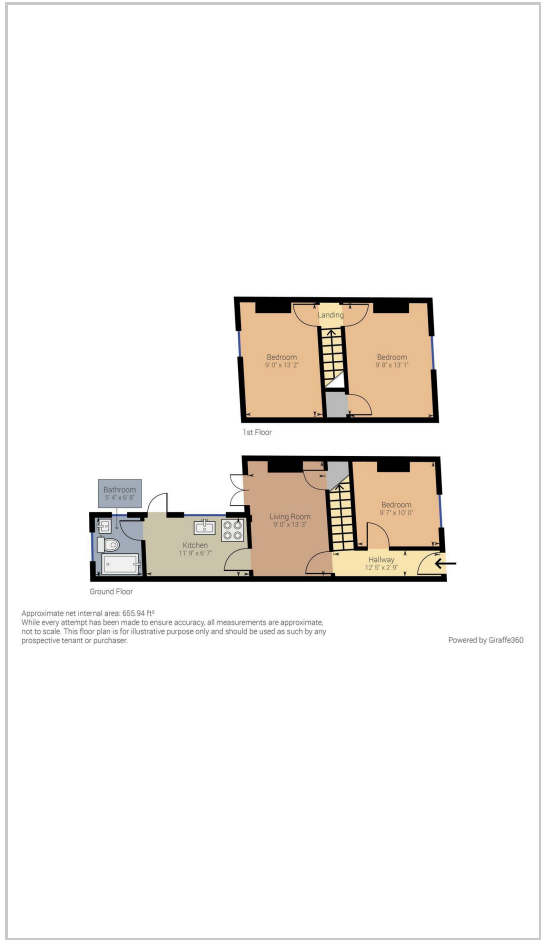 Landing
Bedroom
9' 0" x 13' 2"
Bedroom
9' 8" x 13' 1"
1st Floor
Bathroom
5' 4" x 6' 8"
Living Room
9' 0" x 13' 3"
Bedroom
9' 7" x 10' 0"
Kitchen
11' 9" x 6' 7"
Hallway
12' 5" x 2' 9"
Ground Floor
Approximate net internal area: 655.94 ft²
While every attempt has been made to ensure accuracy, all measurements are approximate,
not to scale. This floor plan is for illustrative purpose only and should be used as such by any
prospective tenant or purchaser.
Powered by Giraffe360